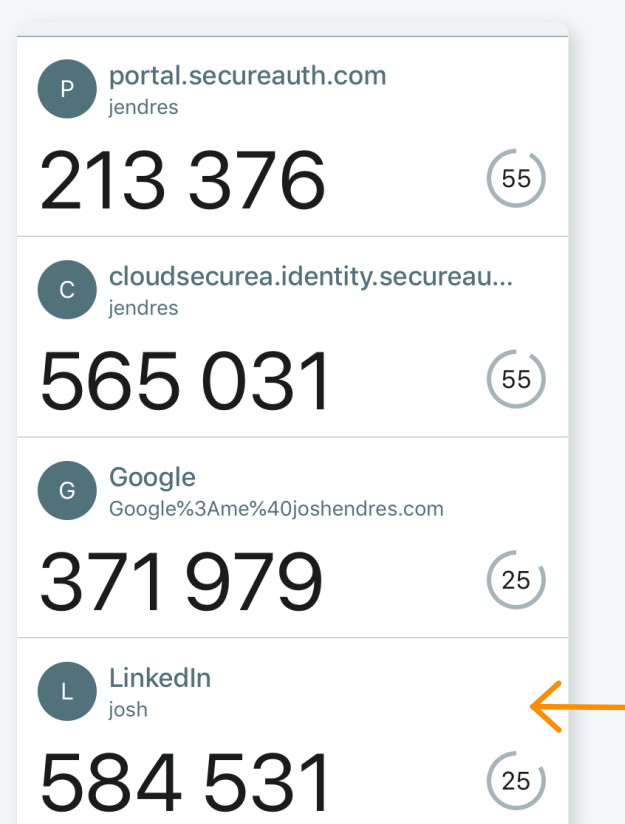 P
portal.secureauth.com
jendres
213 376
55
C
cloudsecurea.identity.secureau...
jendres
565 031
55
G
Google
Google%3Ame%40joshendres.com
371 979
25
L
LinkedIn
josh
584 531
25